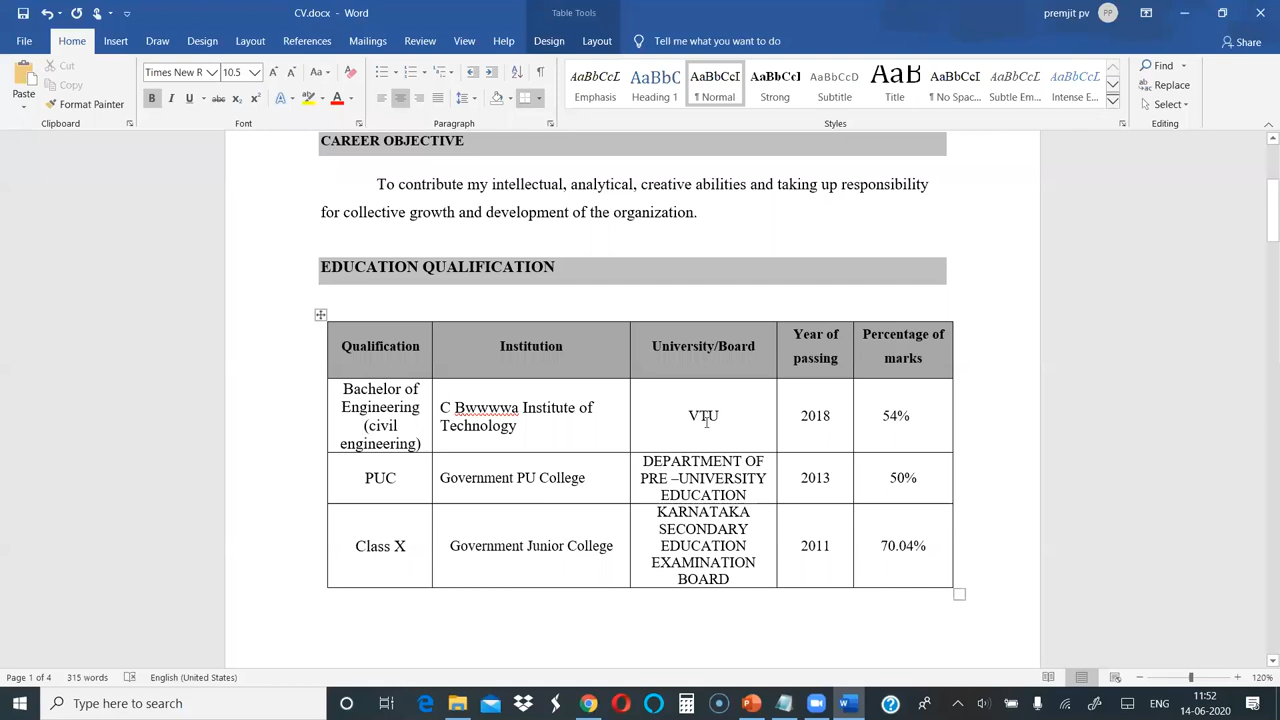 CV.docx - Word
Table Tools
premjit pv
PP
File
Home
Insert
Draw
Design
Layout
References
Mailings
Review
View
Help
Design
Layout
Tell me what you want to do
Share
Cut
Copy
Format Painter
Paste
Clipboard
Times New R
10.5
Font
Paragraph
AaBbCcL
Emphasis
AaBbC
Heading 1
AaBbCcI
¶ Normal
AaBbCcl
Strong
AaBbCcD
Subtitle
AaB
Title
AaBbCcI
¶ No Spac...
AaBbCcI
Subtle Em...
AaBbCcI
Intense E...
Styles
Find
Replace
Select
Editing
CAREER OBJECTIVE
To contribute my intellectual, analytical, creative abilities and taking up responsibility
for collective growth and development of the organization.
EDUCATION QUALIFICATION
Qualification
Institution
University/Board
Year of
passing
Percentage of
marks
Bachelor of
Engineering
(civil
engineering)
C Bwwwwa Institute of
Technology
VTU
2018
54%
PUC
Government PU College
DEPARTMENT OF
PRE –UNIVERSITY
EDUCATION
2013
50%
Class X
Government Junior College
KARNATAKA
SECONDARY
EDUCATION
EXAMINATION
BOARD
2011
70.04%
Page 1 of 4
315 words
English (United States)
120%
Type here to search
11:52
14-06-2020